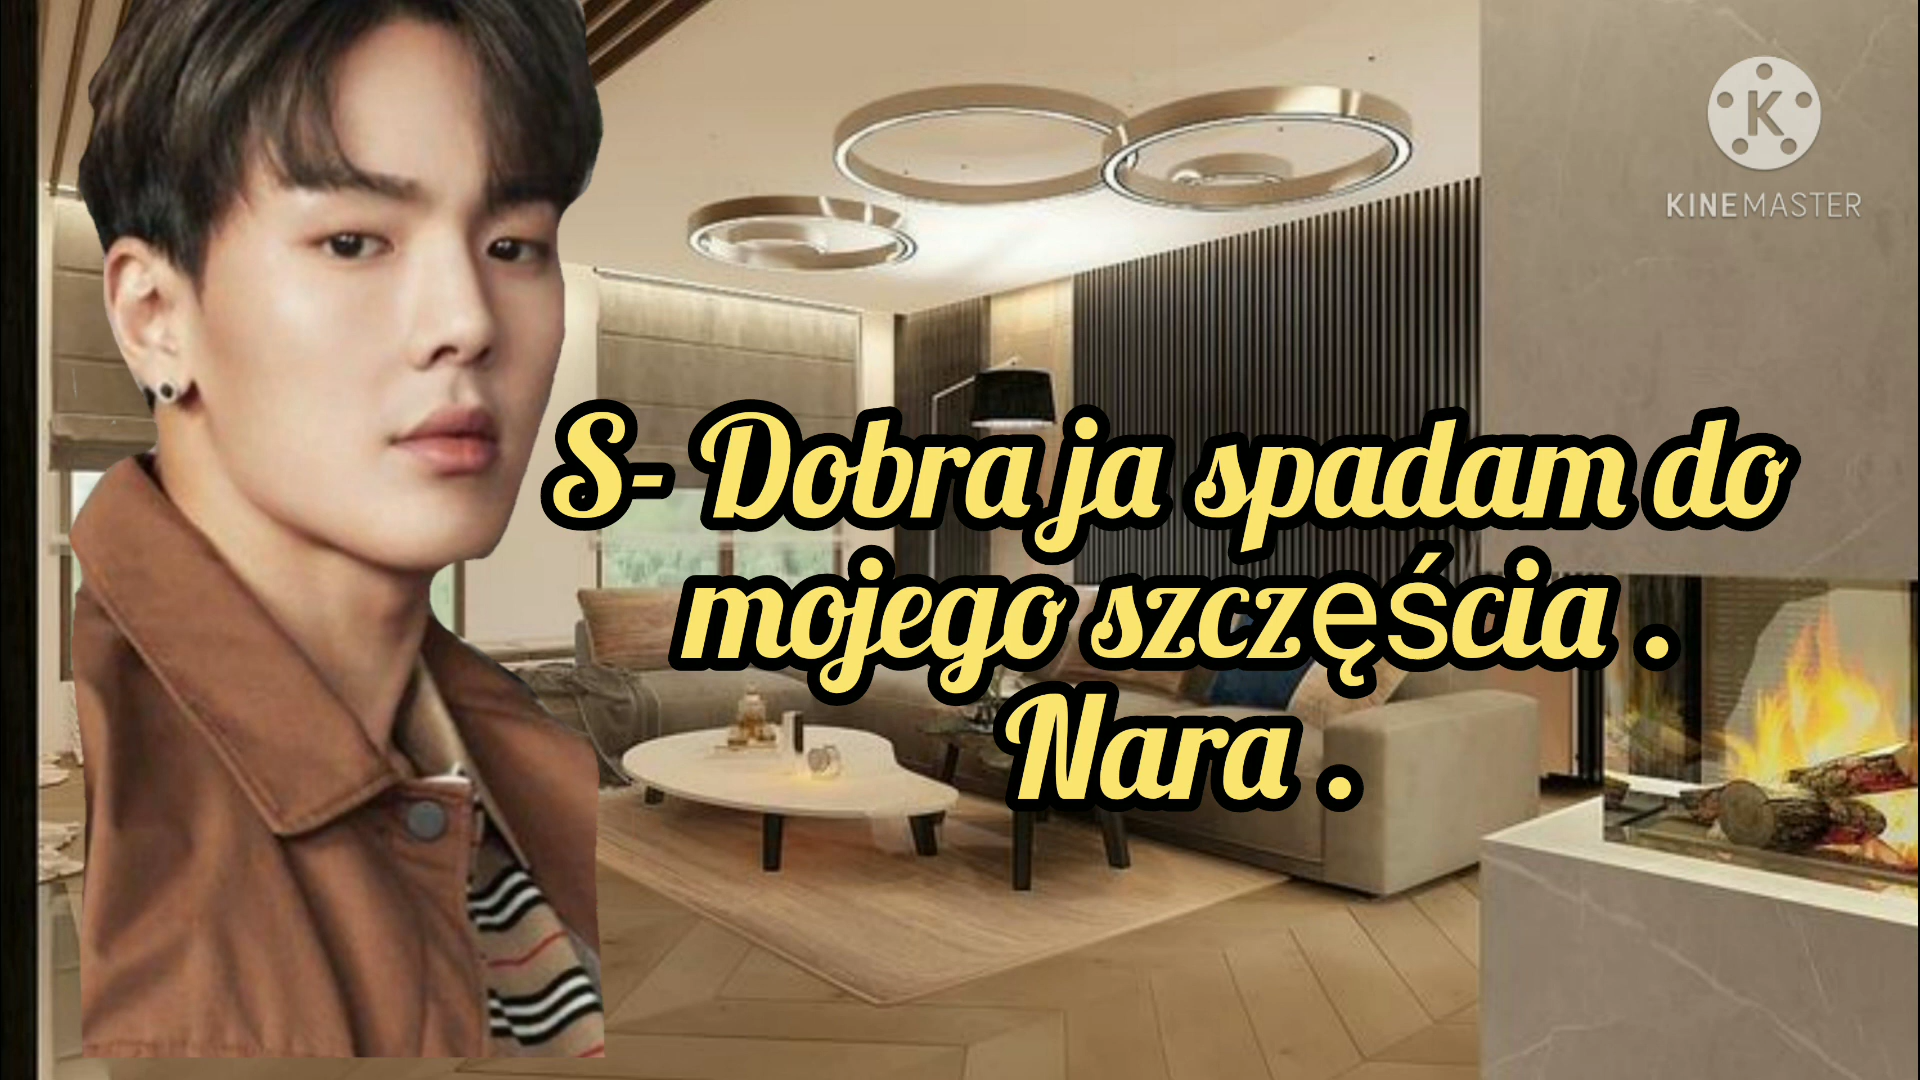 K
KINEMASTER
S- Dobra ja spadam do
mojego szczęścia .
Nara .